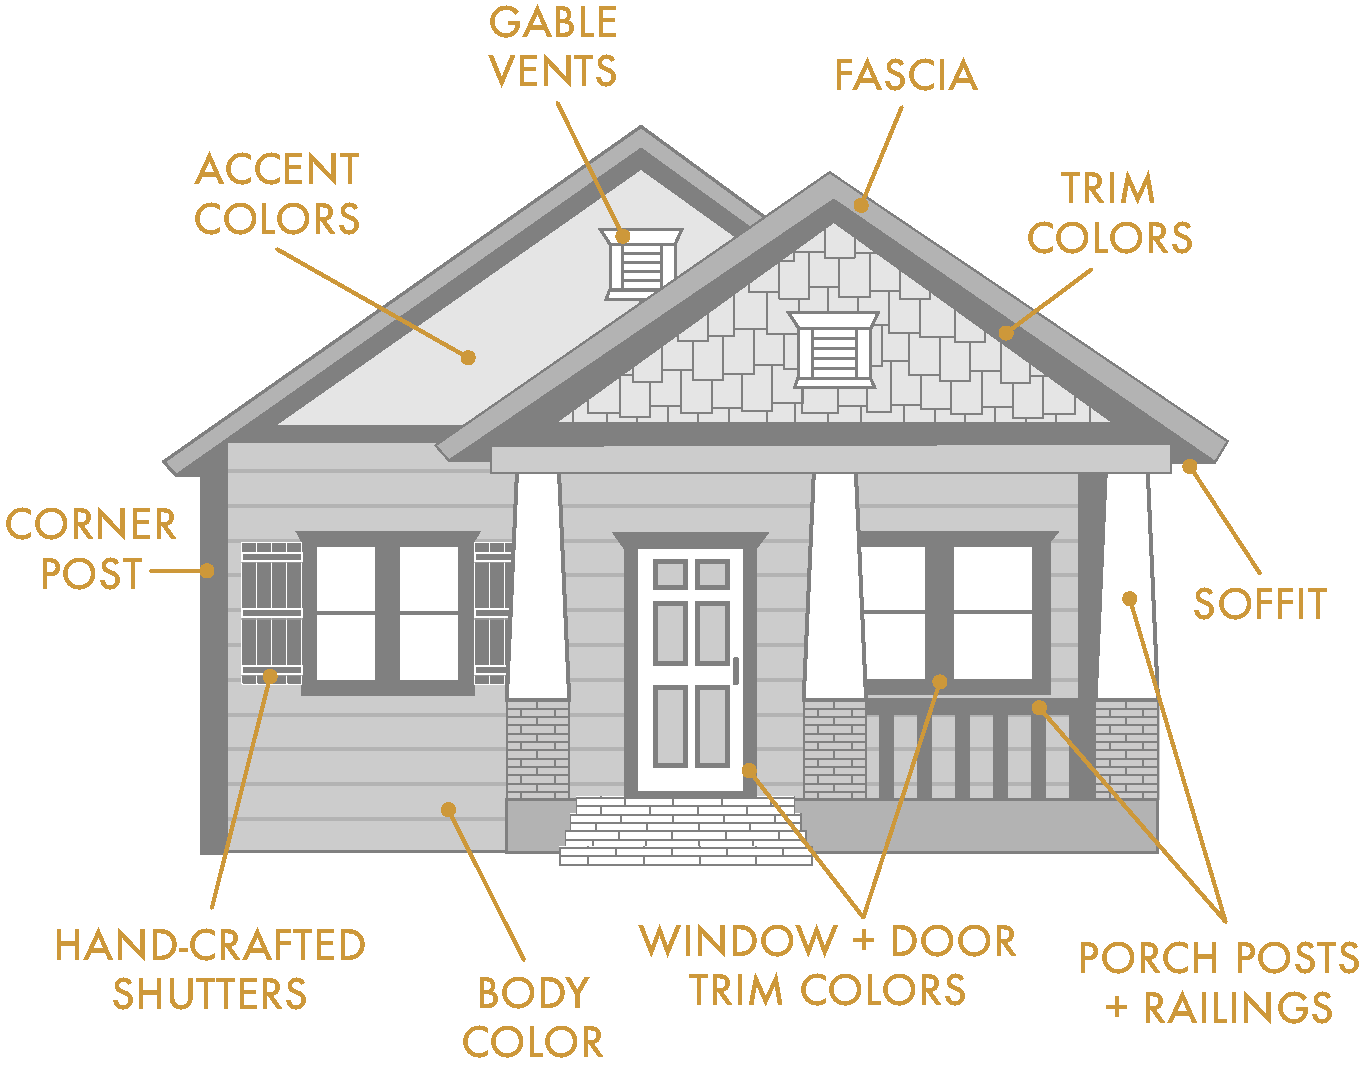 GABLE
VENTS
FASCIA
ACCENT
COLORS
TRIM
COLORS
CORNER
POST
SOFFIT
HAND-CRAFTED
SHUTTERS
BODY
COLOR
WINDOW + DOOR
TRIM COLORS
PORCH POSTS
+ RAILINGS